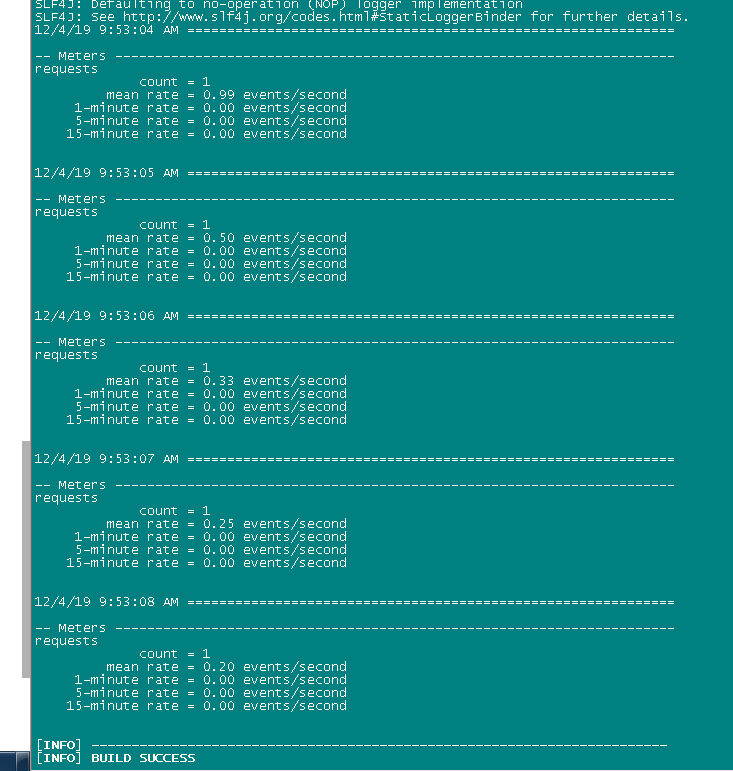 SLF4J: Defaulting to no-operation (NOP) logger implementation
SLF4J: See http://www.slf4j.org/codes.html#StaticLoggerBinder for further details.
12/4/19 9:53:04 AM =============================================================
-- Meters ----------------------------------------------------------------------
requests
count = 1
mean rate = 0.99 events/second
1-minute rate = 0.00 events/second
5-minute rate = 0.00 events/second
15-minute rate = 0.00 events/second
12/4/19 9:53:05 AM =============================================================
-- Meters ----------------------------------------------------------------------
requests
count = 1
mean rate = 0.50 events/second
1-minute rate = 0.00 events/second
5-minute rate = 0.00 events/second
15-minute rate = 0.00 events/second
12/4/19 9:53:06 AM =============================================================
-- Meters ----------------------------------------------------------------------
requests
count = 1
mean rate = 0.33 events/second
1-minute rate = 0.00 events/second
5-minute rate = 0.00 events/second
15-minute rate = 0.00 events/second
12/4/19 9:53:07 AM =============================================================
-- Meters ----------------------------------------------------------------------
requests
count = 1
mean rate = 0.25 events/second
1-minute rate = 0.00 events/second
5-minute rate = 0.00 events/second
15-minute rate = 0.00 events/second
12/4/19 9:53:08 AM =============================================================
-- Meters ----------------------------------------------------------------------
requests
count = 1
mean rate = 0.20 events/second
1-minute rate = 0.00 events/second
5-minute rate = 0.00 events/second
15-minute rate = 0.00 events/second
[INFO] ------------------------------------------------------------------------
[INFO] BUILD SUCCESS